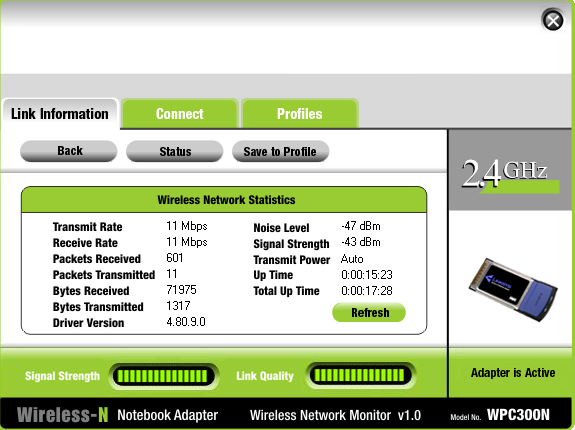 Link Information Connect Profiles
Back Status Save to Profile
2.4GHz
Wireless Network Statistics
Transmit Rate 11 Mbps Noise Level -47 dBm
Receive Rate 11 Mbps Signal Strength -43 dBm
Packets Received 601 Transmit Power Auto
Packets Transmitted 11 Up Time 0:00:15:23
Bytes Received 71975 Total Up Time 0:00:17:28
Bytes Transmitted 1317
Driver Version 4.80.9.0
Refresh
Signal Strength Link Quality Adapter is Active
Wireless-N Notebook Adapter Wireless Network Monitor v1.0 Model No. WPC300N